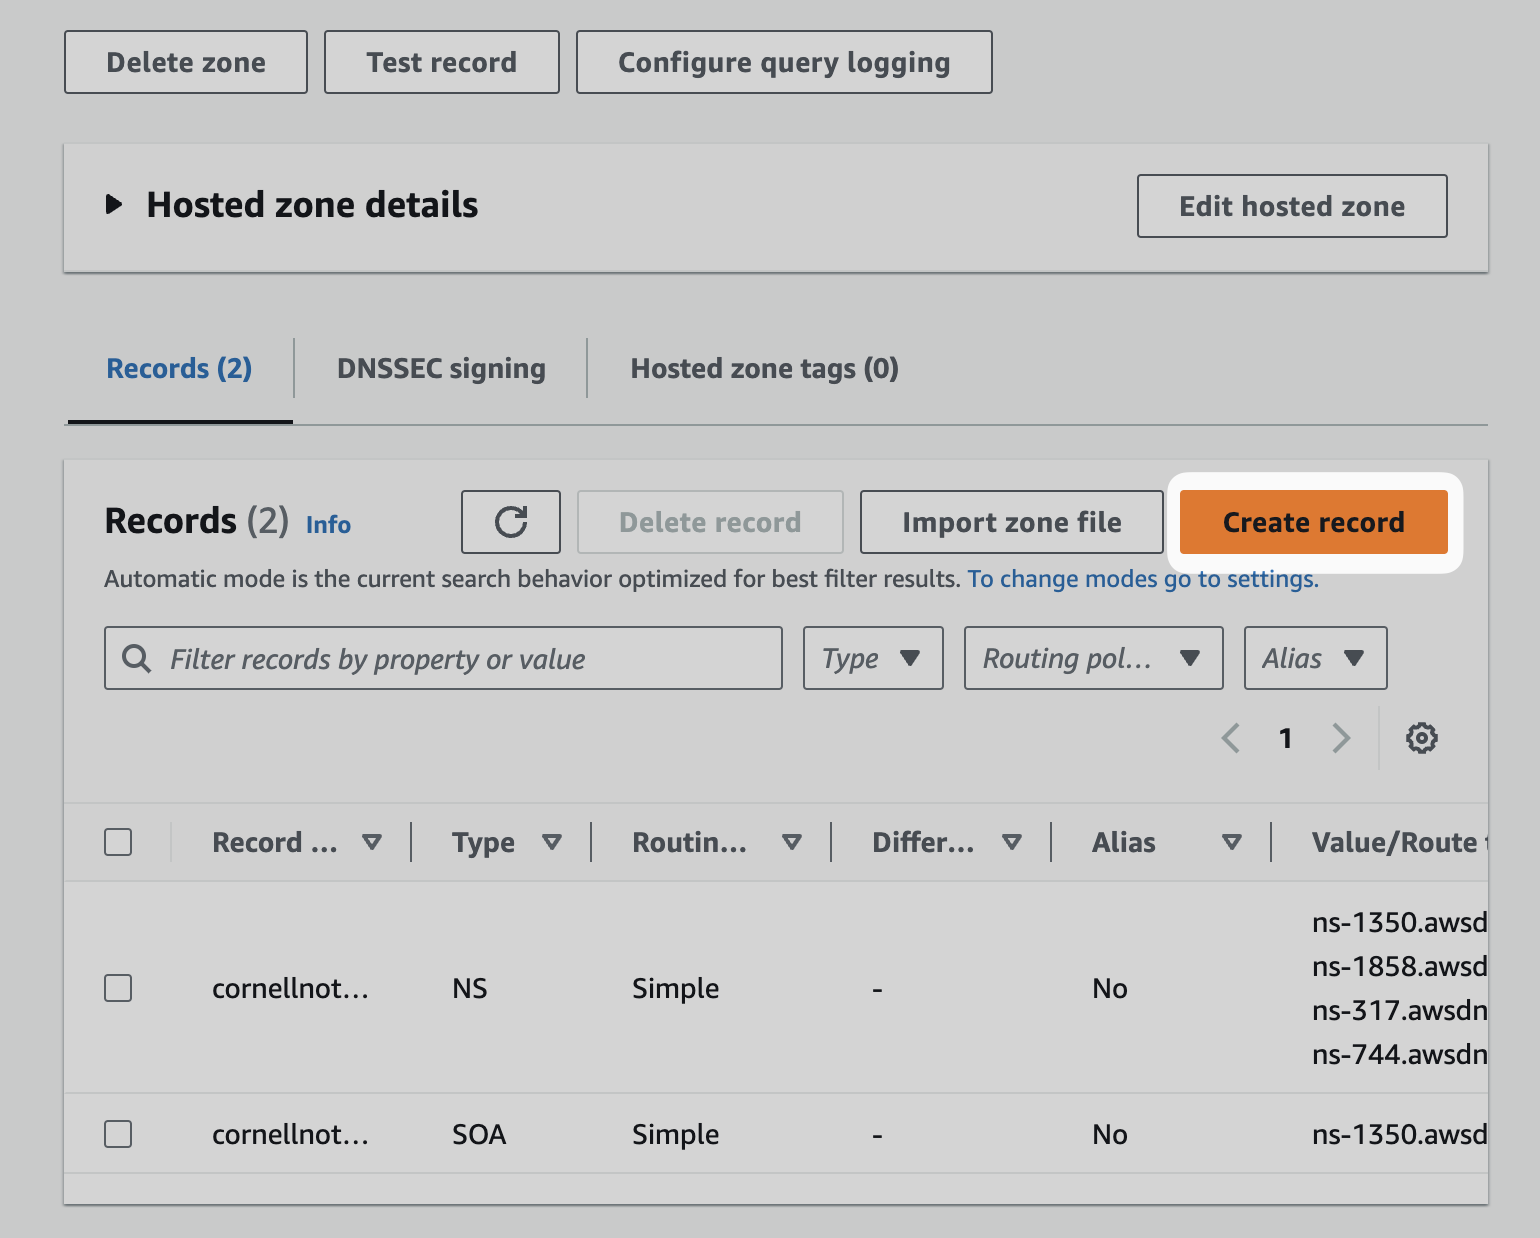 Delete zone Test record Configure query logging
Hosted zone details Edit hosted zone
Records (2) DNSSEC signing Hosted zone tags (0)
Records (2) Info Delete record Import zone file Create record
Automatic mode is the current search behavior optimized for best filter results. To change modes go to settings.
Filter records by property or value Type Routing pol... Alias
1
Record ... Type Routin... Differ... Alias Value/Route
ns-1350.awsd
ns-1858.awsd
cornellnot... NS Simple - No
ns-317.awsdn
ns-744.awsdn
cornellnot... SOA Simple - No ns-1350.awsd